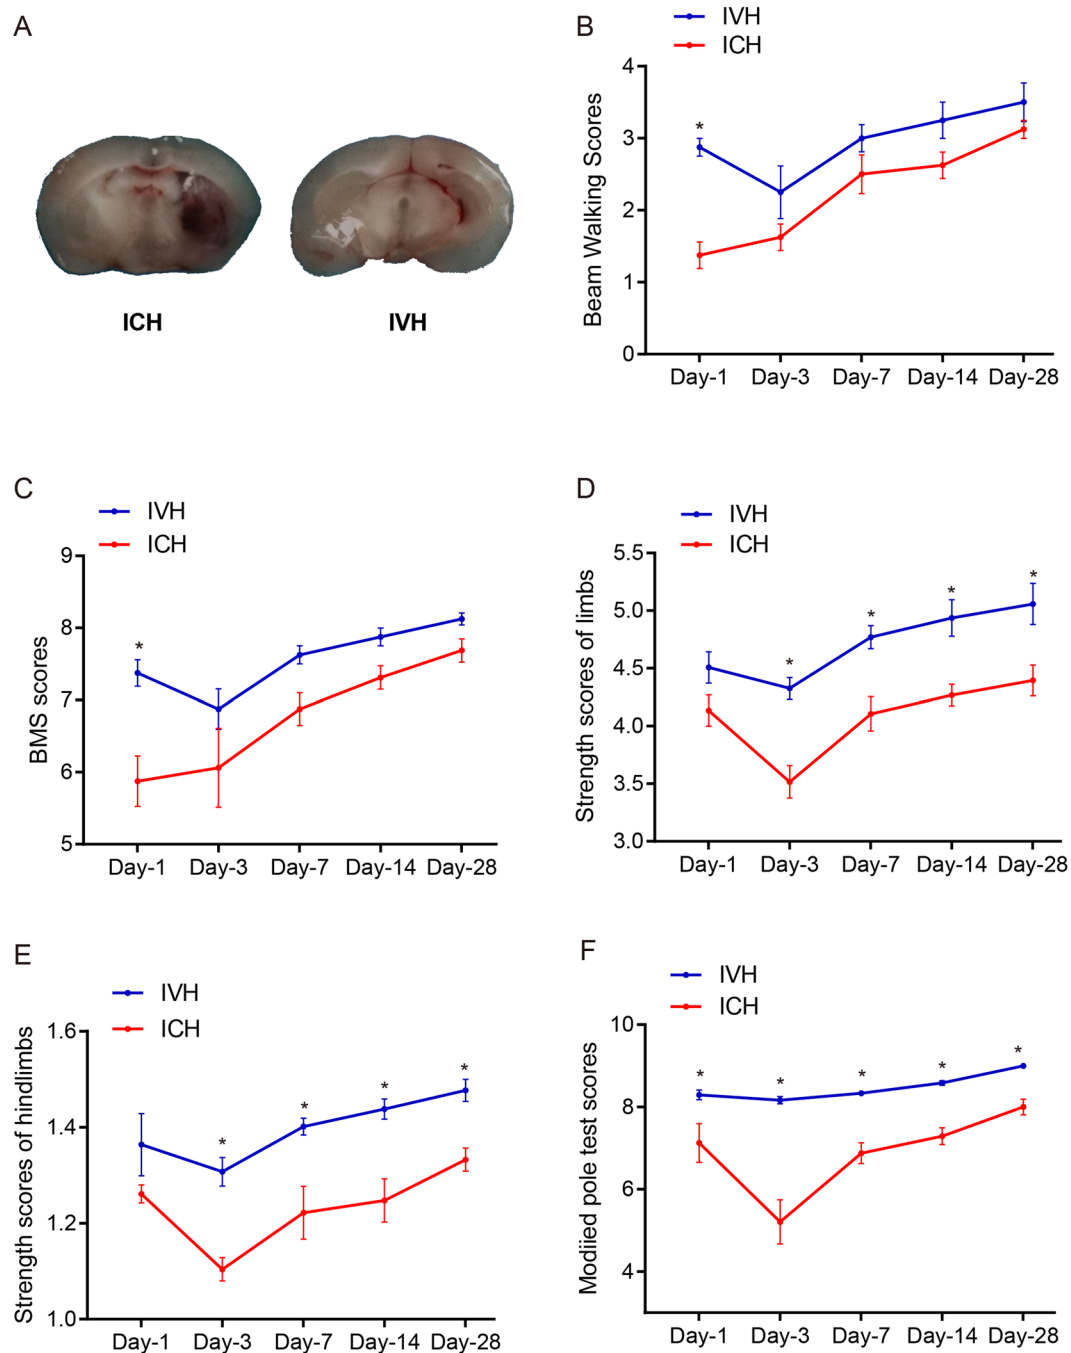 A
ICH
IVH
B
IVH
ICH
Beam Walking Scores
4
3
2
1
0
*
Day-1 Day-3 Day-7 Day-14 Day-28
C
IVH
ICH
BMS scores
9
8
7
6
5
*
Day-1 Day-3 Day-7 Day-14 Day-28
D
IVH
ICH
Strength scores of limbs
5.5
5.0
4.5
4.0
3.5
3.0
* * * *
Day-1 Day-3 Day-7 Day-14 Day-28
E
IVH
ICH
Strength scores of hindlimbs
1.6
1.4
1.2
1.0
* * * *
Day-1 Day-3 Day-7 Day-14 Day-28
F
IVH
ICH
Modiied pole test scores
10
8
6
4
* * * * *
Day-1 Day-3 Day-7 Day-14 Day-28